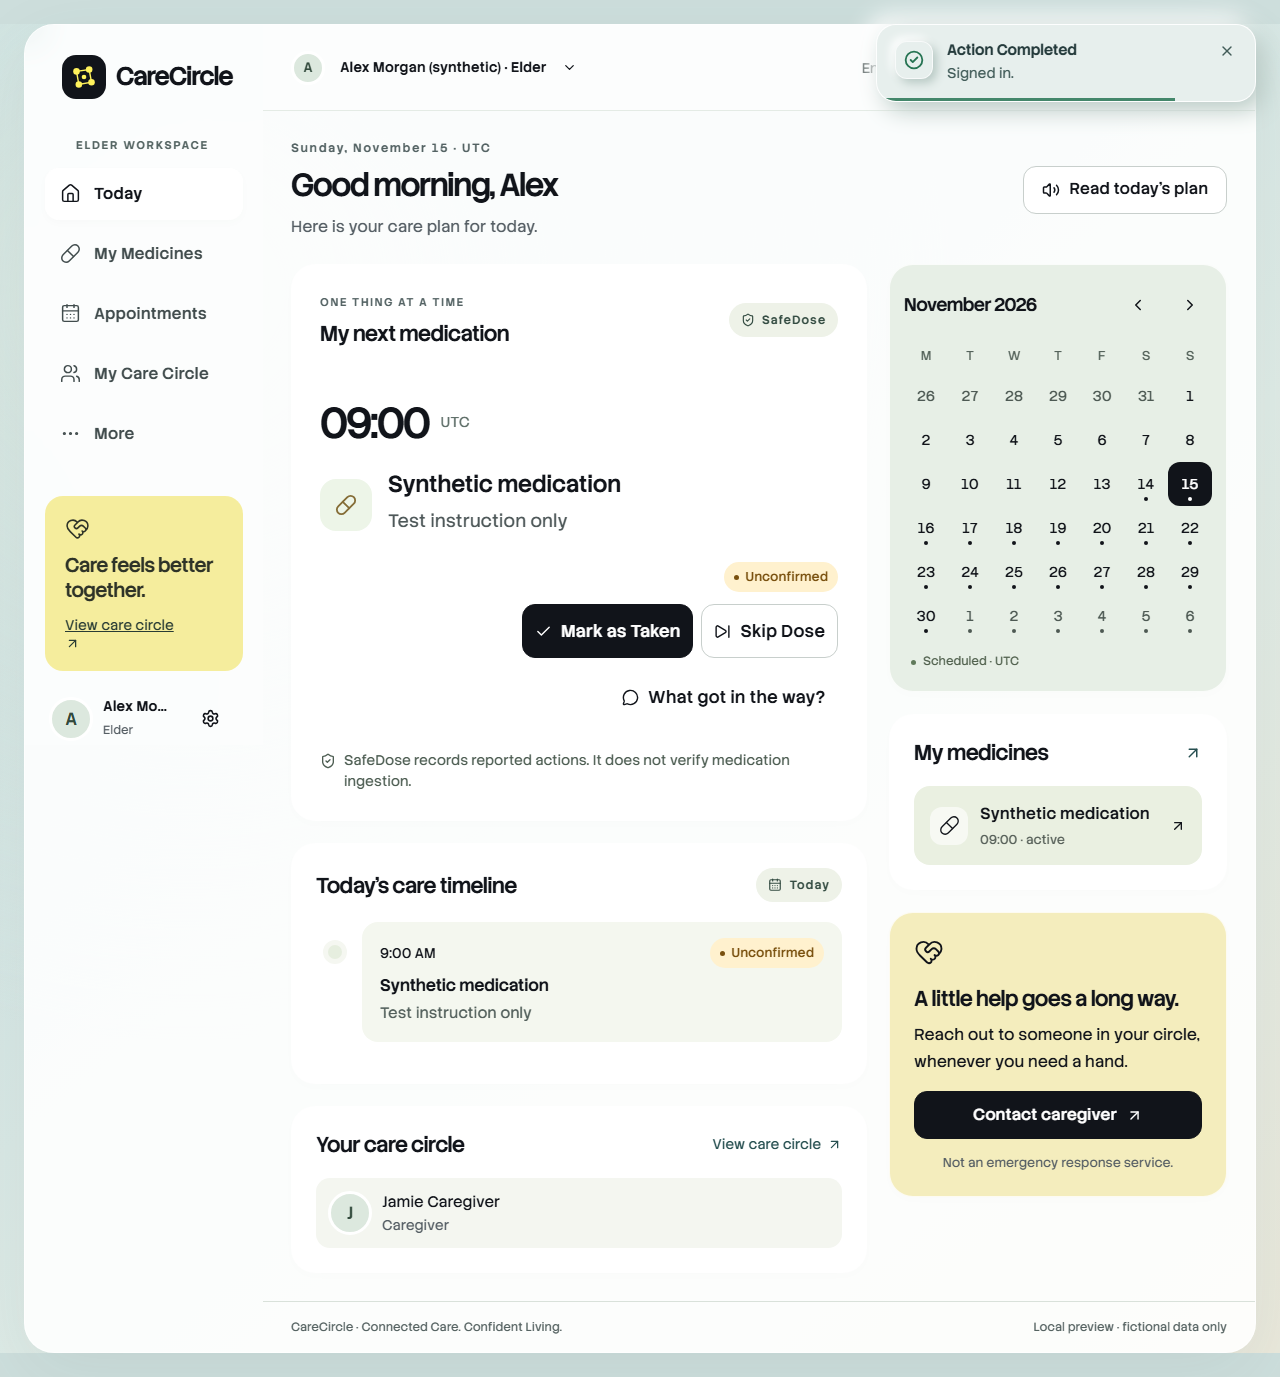 CareCircle
ELDER WORKSPACE
Today
My Medicines
Appointments
My Care Circle
More
Care feels better
together.
View care circle
A
Alex Mo...
Elder
A
Alex Morgan (synthetic) · Elder
Action Completed
Signed in.
Sunday, November 15 · UTC
Good morning, Alex
Here is your care plan for today.
Read today's plan
ONE THING AT A TIME
My next medication
SafeDose
09:00 UTC
Synthetic medication
Test instruction only
Unconfirmed
Mark as Taken
Skip Dose
What got in the way?
SafeDose records reported actions. It does not verify medication
ingestion.
Today's care timeline
Today
9:00 AM
Unconfirmed
Synthetic medication
Test instruction only
Your care circle
View care circle
J
Jamie Caregiver
Caregiver
November 2026
M T W T F S S
26 27 28 29 30 31 1
2 3 4 5 6 7 8
9 10 11 12 13 14 15
16 17 18 19 20 21 22
23 24 25 26 27 28 29
30 1 2 3 4 5 6
Scheduled · UTC
My medicines
Synthetic medication
09:00 · active
A little help goes a long way.
Reach out to someone in your circle,
whenever you need a hand.
Contact caregiver
Not an emergency response service.
CareCircle · Connected Care. Confident Living.
Local preview · fictional data only